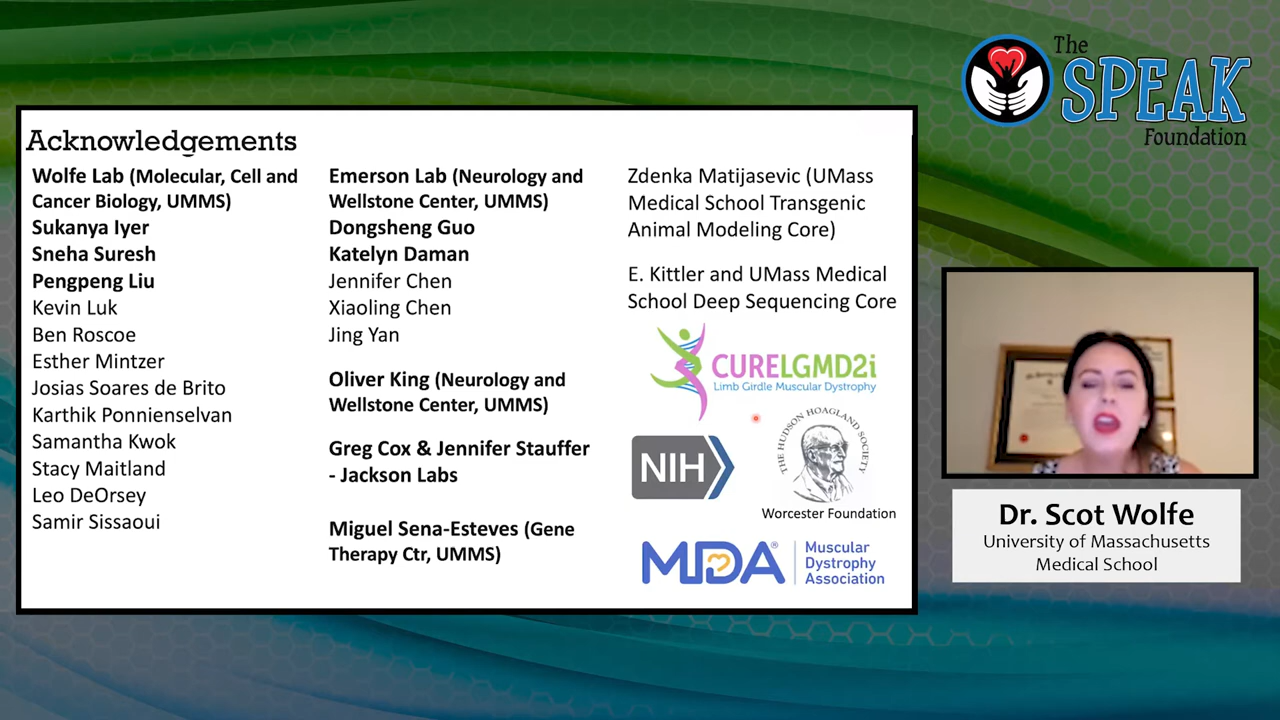 The
SPEAK
Foundation
Acknowledgements
Wolfe Lab (Molecular, Cell and
Cancer Biology, UMMS)
Sukanya Iyer
Sneha Suresh
Pengpeng Liu
Kevin Luk
Ben Roscoe
Esther Mintzer
Josias Soares de Brito
Karthik Ponnienselvan
Samantha Kwok
Stacy Maitland
Leo DeOrsey
Samir Sissaoui
Emerson Lab (Neurology and
Wellstone Center, UMMS)
Dongsheng Guo
Katelyn Daman
Jennifer Chen
Xiaoling Chen
Jing Yan
Oliver King (Neurology and
Wellstone Center, UMMS)
Greg Cox & Jennifer Stauffer
- Jackson Labs
Miguel Sena-Esteves (Gene
Therapy Ctr, UMMS)
Zdenka Matijasevic (UMass
Medical School Transgenic
Animal Modeling Core)
E. Kittler and UMass Medical
School Deep Sequencing Core
CURELGMD2i
Limb Girdle Muscular Dystrophy
NIH
THE HUDSON HOAGLAND SOCIETY
Worcester Foundation
MDA®
Muscular
Dystrophy
Association
Dr. Scot Wolfe
University of Massachusetts
Medical School